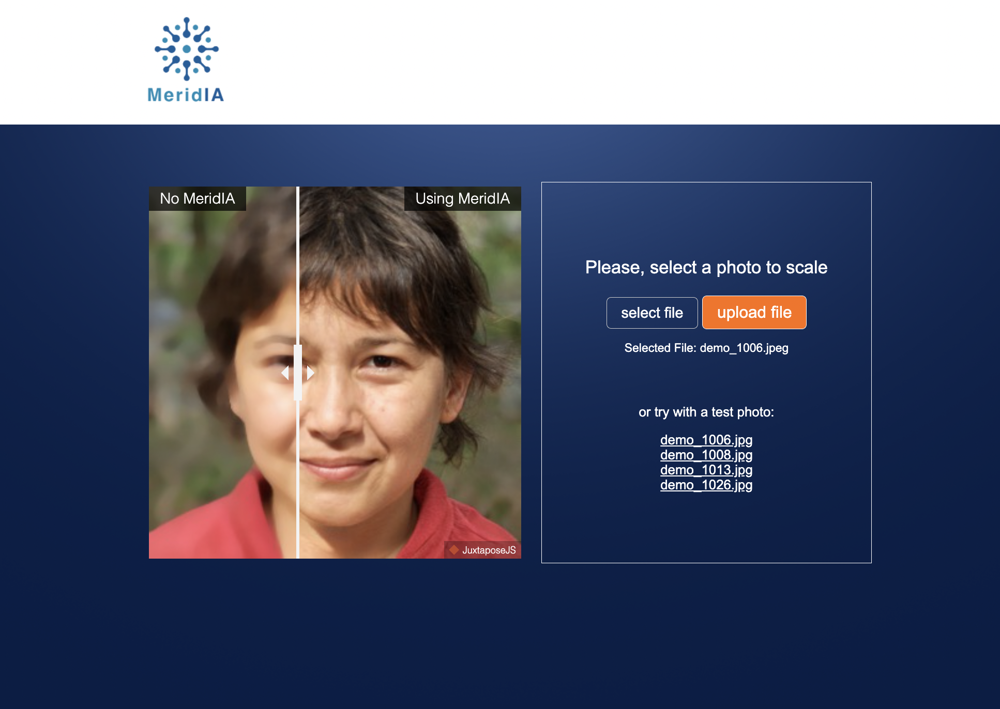 MeridIA
No MeridIA
Using MeridIA
JuxtaposeJS
Please, select a photo to scale
select file
upload file
Selected File: demo_1006.jpeg
or try with a test photo:
demo_1006.jpg
demo_1008.jpg
demo_1013.jpg
demo_1026.jpg